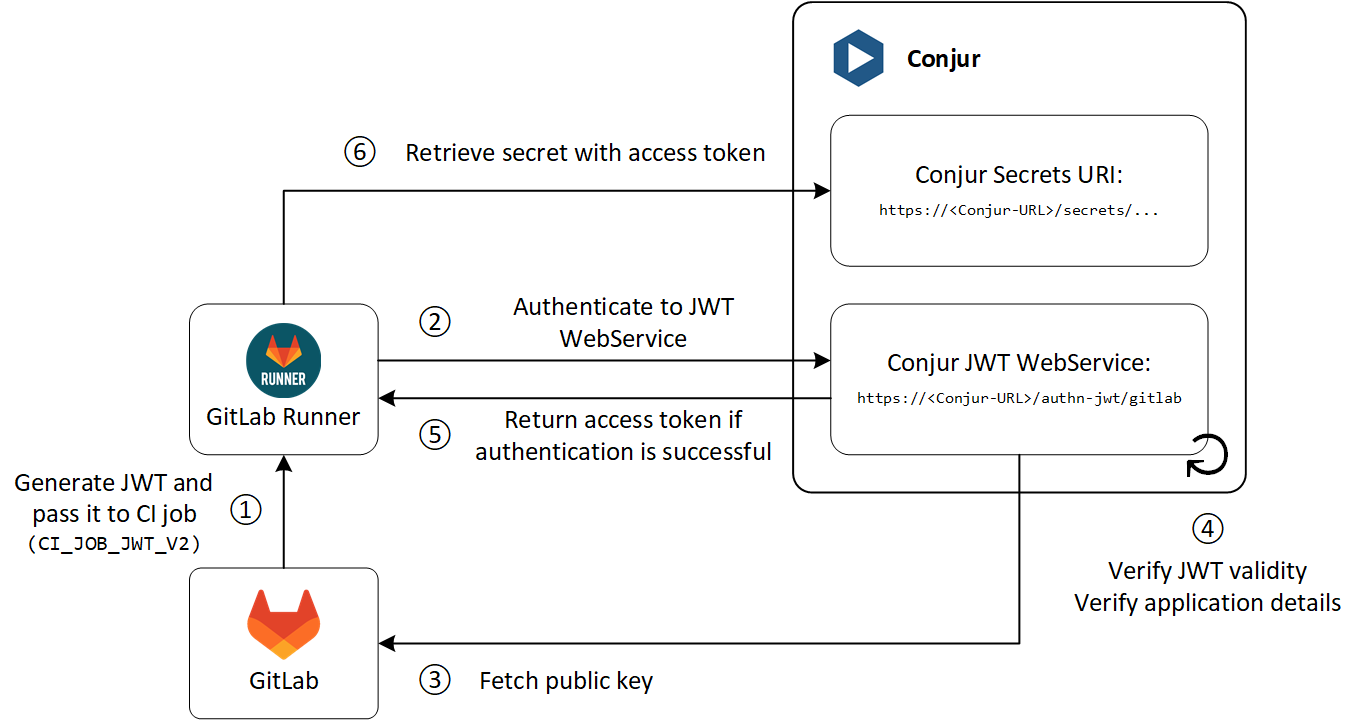 Conjur
⑥ Retrieve secret with access token
Conjur Secrets URI:
https://<Conjur-URL>/secrets/...
RUNNER
GitLab Runner
② Authenticate to JWT
WebService
Conjur JWT WebService:
https://<Conjur-URL>/authn-jwt/gitlab
⑤ Return access token if
authentication is successful
Generate JWT and
pass it to CI job
(CI_JOB_JWT_V2)
①
④
Verify JWT validity
Verify application details
GitLab
③ Fetch public key